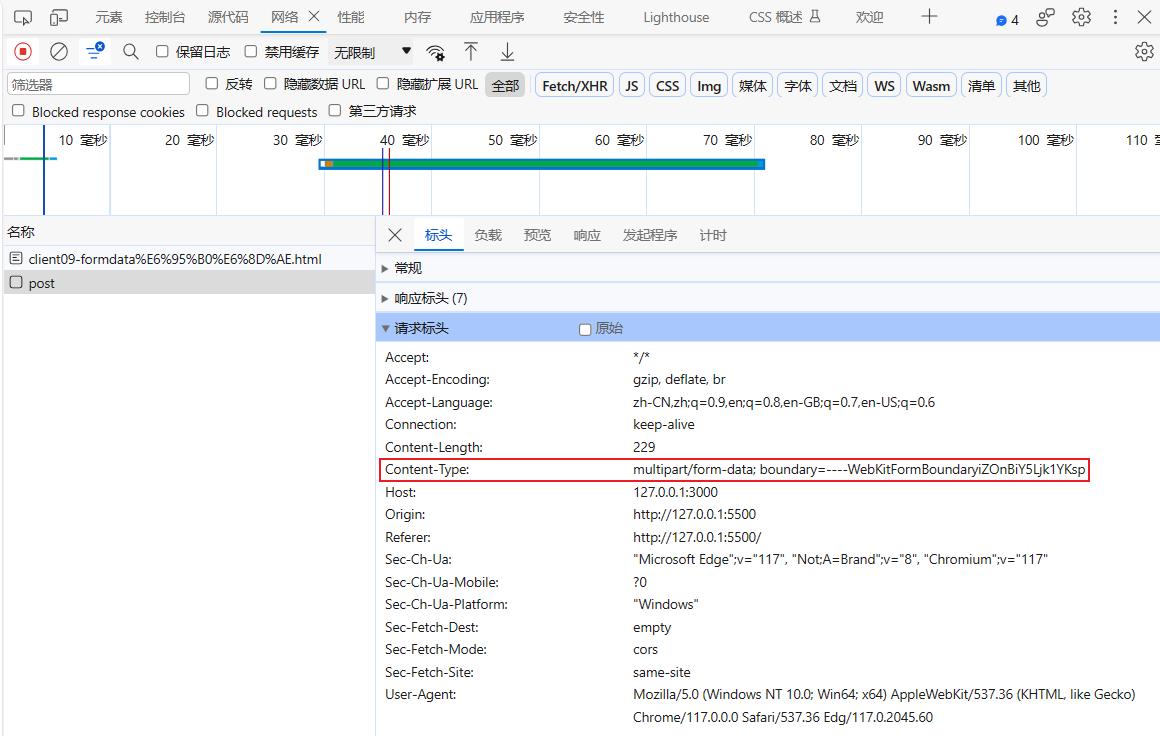 元素 控制台 源代码 网络 性能 内存 应用程序 安全性 Lighthouse CSS 概述 欢迎 4
保留日志 禁用缓存 无限制
筛选器 反转 隐藏数据 URL 隐藏扩展 URL 全部 Fetch/XHR JS CSS Img 媒体 字体 文档 WS Wasm 清单 其他
Blocked response cookies Blocked requests 第三方请求
10 毫秒 20 毫秒 30 毫秒 40 毫秒 50 毫秒 60 毫秒 70 毫秒 80 毫秒 90 毫秒 100 毫秒 110
名称
client09-formdata%E6%95%B0%E6%8D%AE.html
post
标头 负载 预览 响应 发起程序 计时
常规
响应标头 (7)
请求标头 原始
Accept: */*
Accept-Encoding: gzip, deflate, br
Accept-Language: zh-CN,zh;q=0.9,en;q=0.8,en-GB;q=0.7,en-US;q=0.6
Connection: keep-alive
Content-Length: 229
Content-Type: multipart/form-data; boundary=----WebKitFormBoundaryiZOnBiY5Ljk1YKsp
Host: 127.0.0.1:3000
Origin: http://127.0.0.1:5500
Referer: http://127.0.0.1:5500/
Sec-Ch-Ua: "Microsoft Edge";v="117", "Not;A=Brand";v="8", "Chromium";v="117"
Sec-Ch-Ua-Mobile: ?0
Sec-Ch-Ua-Platform: "Windows"
Sec-Fetch-Dest: empty
Sec-Fetch-Mode: cors
Sec-Fetch-Site: same-site
User-Agent: Mozilla/5.0 (Windows NT 10.0; Win64; x64) AppleWebKit/537.36 (KHTML, like Gecko)
Chrome/117.0.0.0 Safari/537.36 Edg/117.0.2045.60